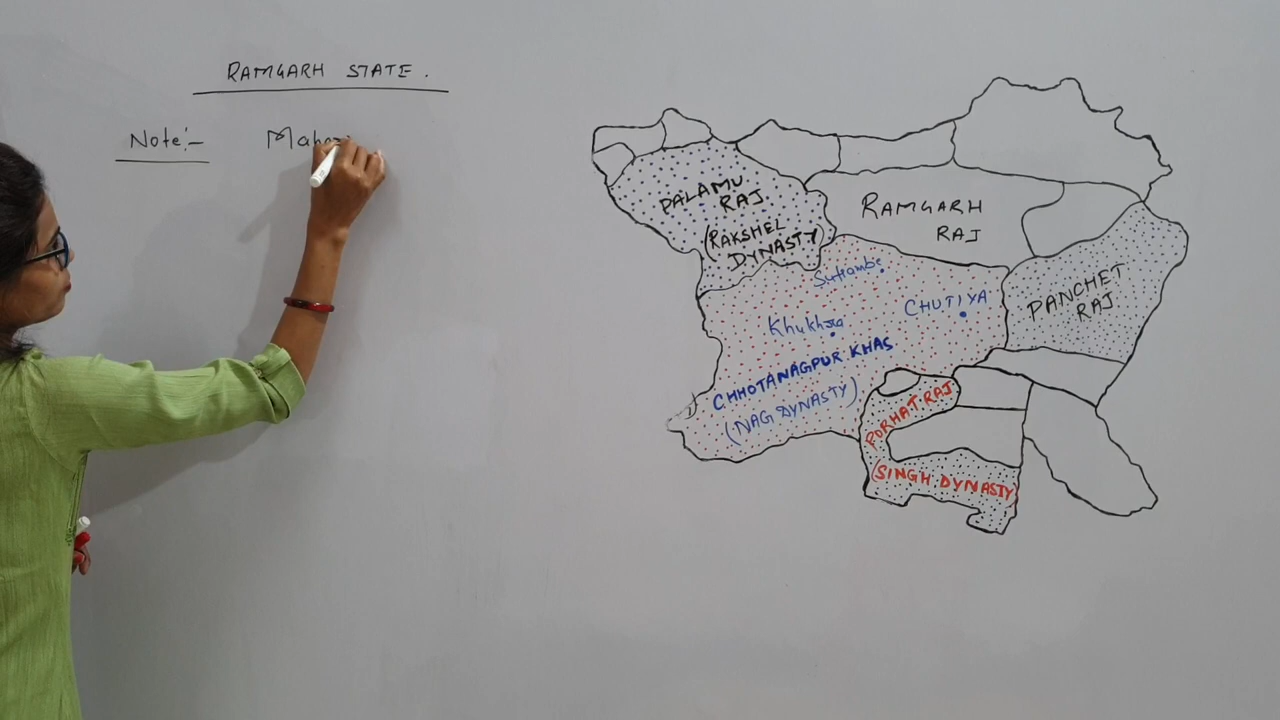 RAMGARH STATE.
Note:-
PALAMU
RAJ
(RAKSHEL
DYNASTY)
RAMGARH
RAJ
Sutiambe
CHUTIYA
Khukhra
CHHOTANAGPUR KHAS
(NAG DYNASTY)
PANCHET
RAJ
PORHAT RAJ
(SINGH DYNASTY)